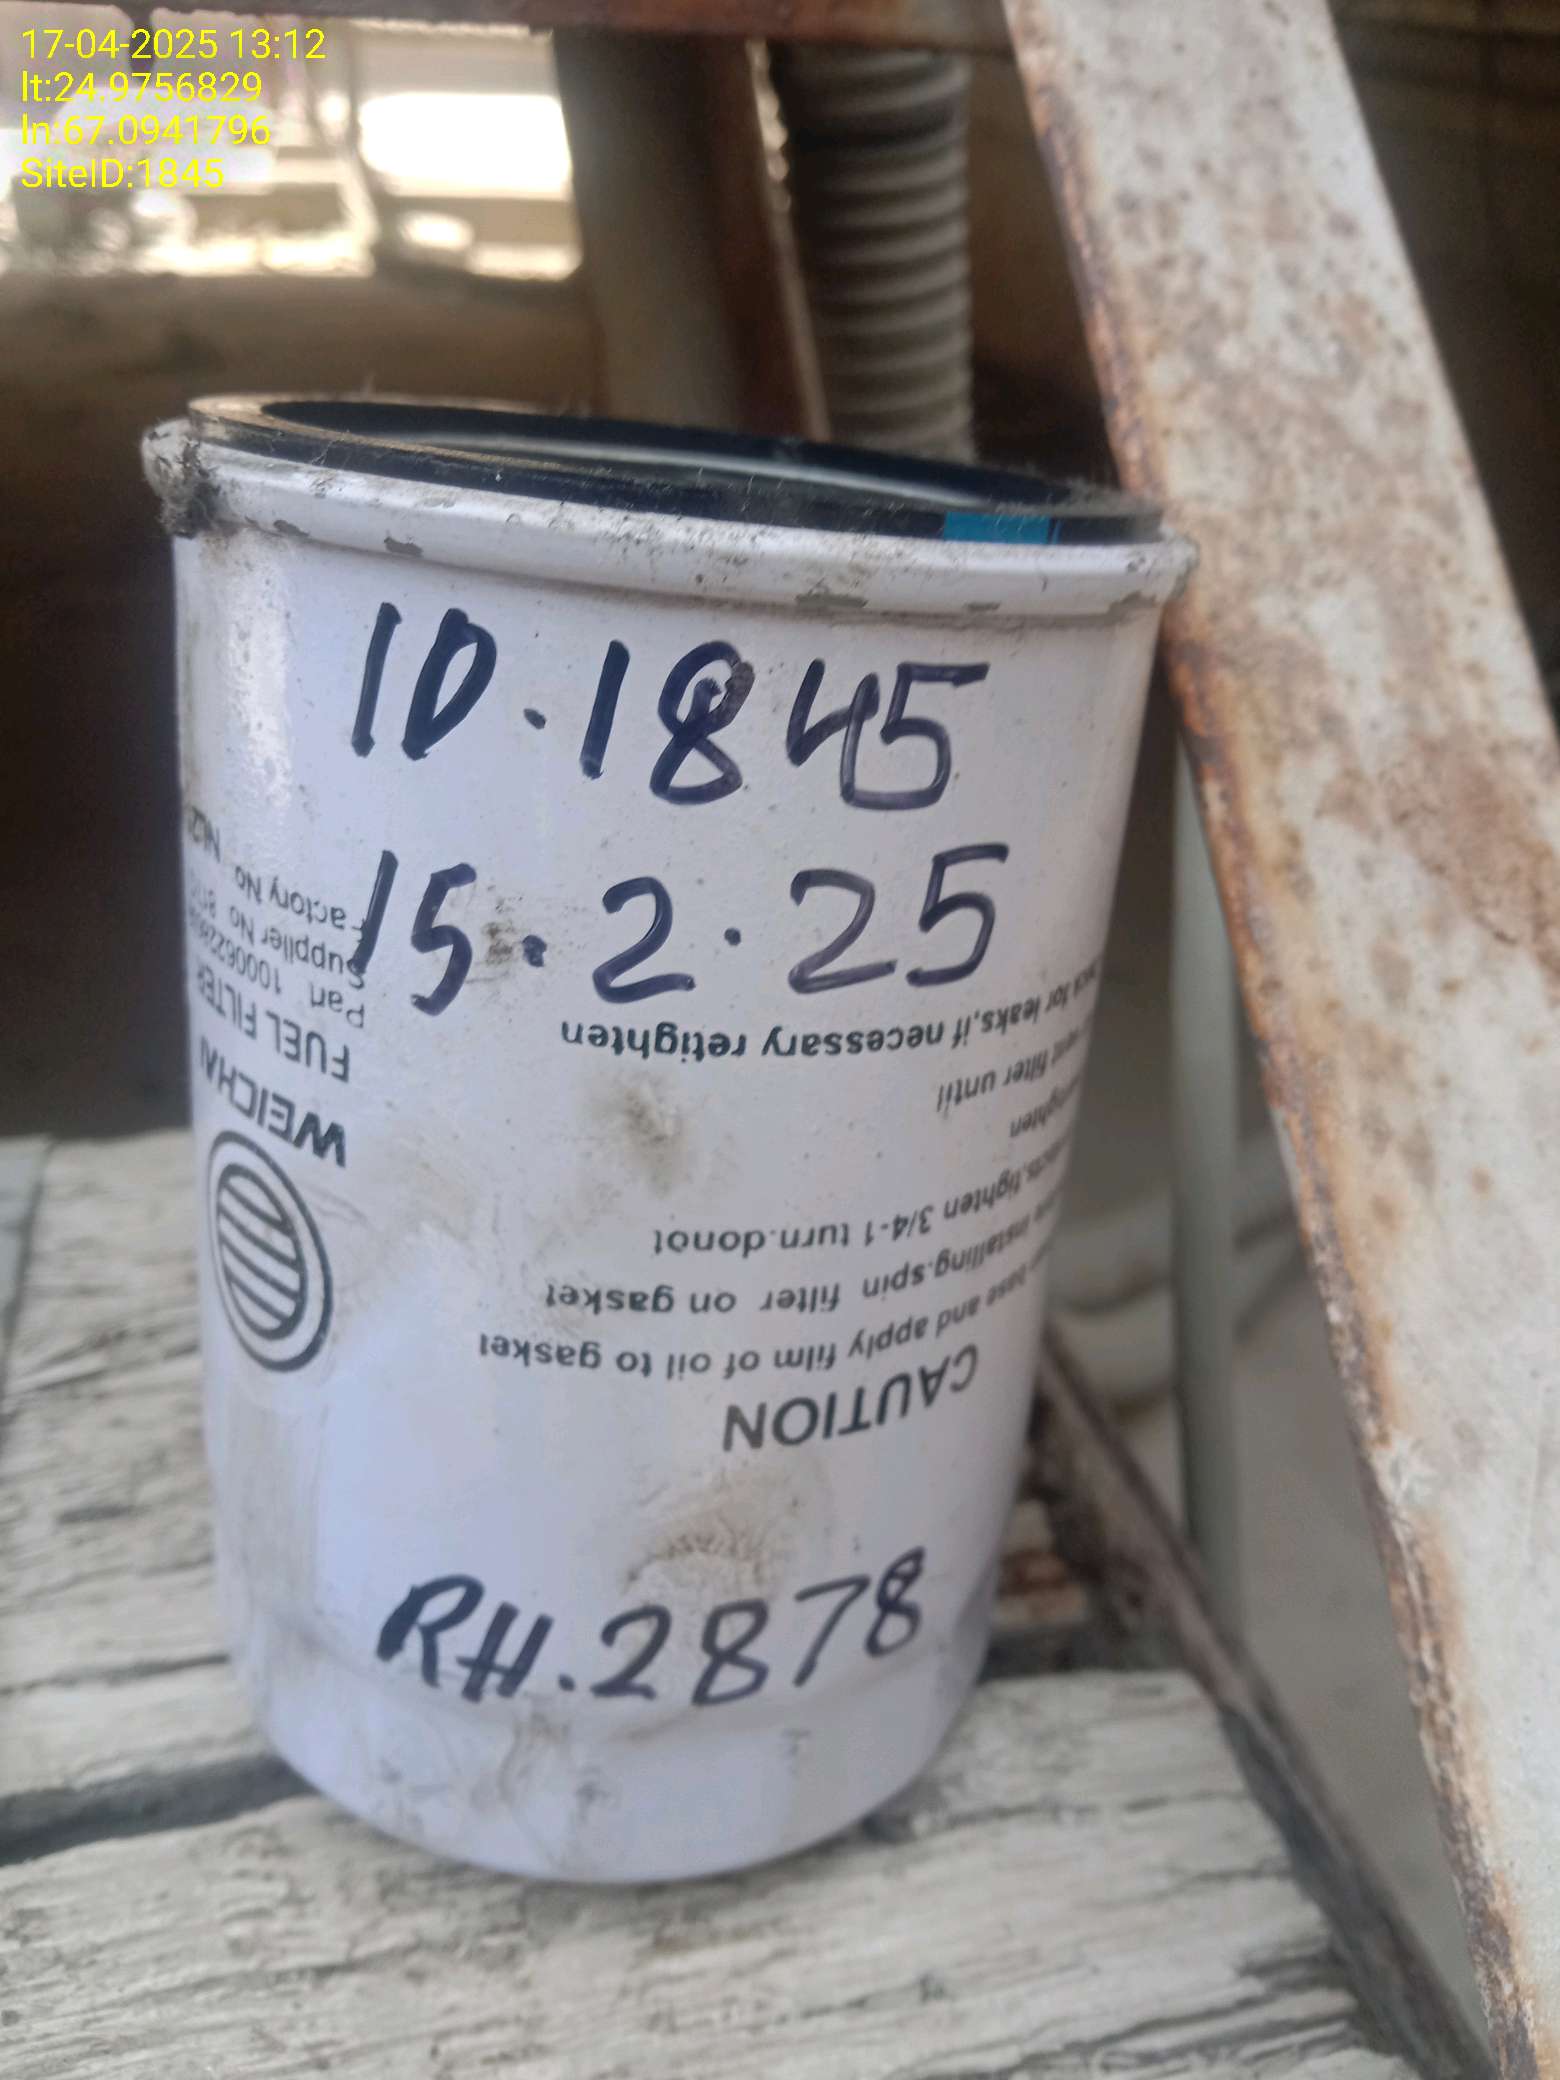 17-04-2025 13:12
lt:24.9756829
ln:67.0941796
SiteID:1845
ID.1845
15.2.25
RH.2878
CAUTION
base and apply film of oil to gasket
installing.spin filter on gasket
tighten 3/4-1 turn.donot
filter until
for leaks,if necessary retighten
WEICHAI
FUEL FILTER
Part
Supplier No
Factory No